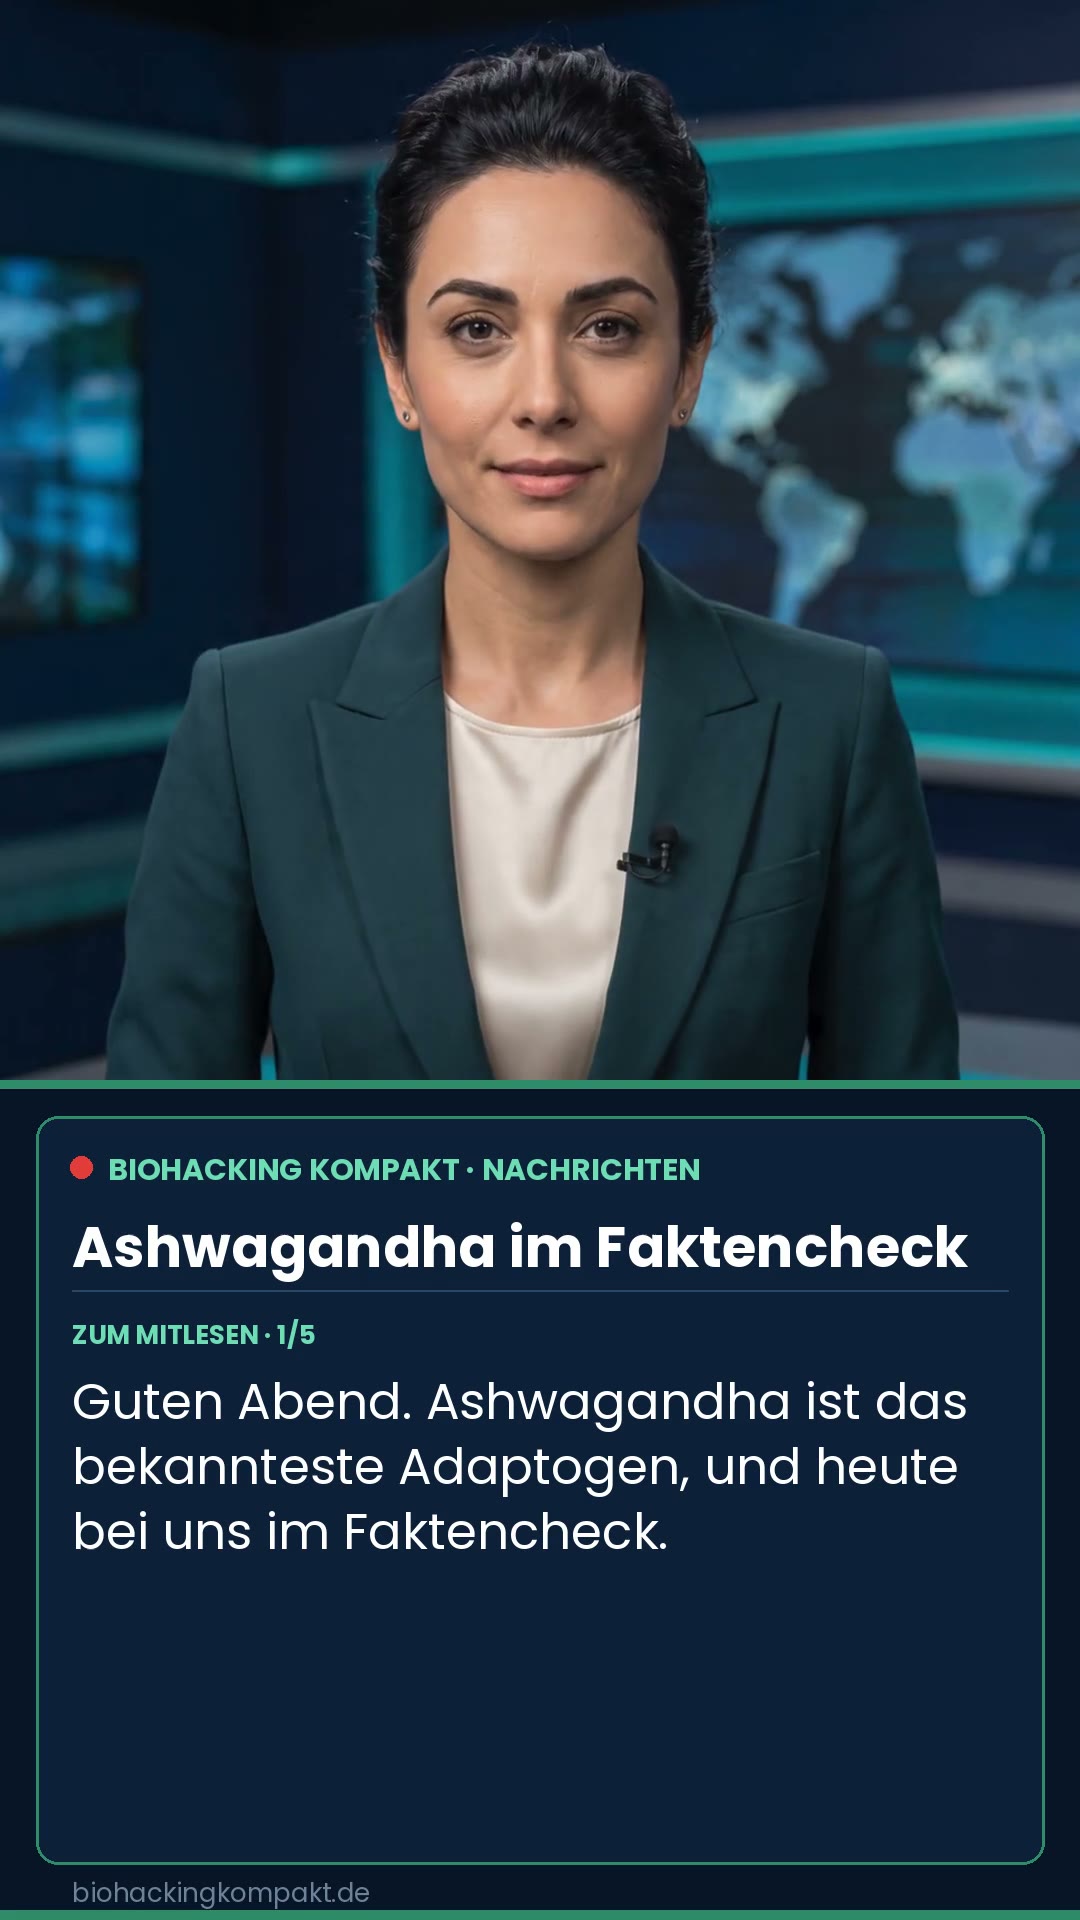 BIOHACKING KOMPAKT · NACHRICHTEN
Ashwagandha im Faktencheck
ZUM MITLESEN · 1/5
Guten Abend. Ashwagandha ist das
bekannteste Adaptogen, und heute
bei uns im Faktencheck.
biohackingkompakt.de